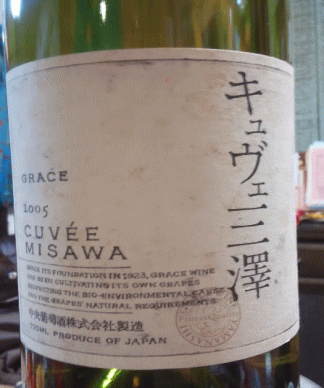 キュヴェ三澤
GRACE
2005
CUVÉE
MISAWA
SINCE ITS FOUNDATION IN 1923, GRACE WINE
HAS BEEN CULTIVATING ITS OWN GRAPES
RESPECTING THE BIO-ENVIRONMENTAL CAUSE
AND THE GRAPES' NATURAL REQUIREMENTS.
中央葡萄酒株式会社製造
750ML PRODUCE OF JAPAN
YAMANASHI